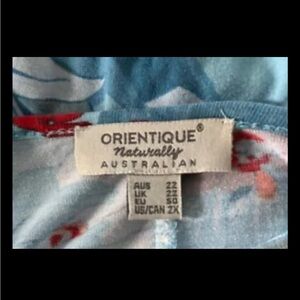 ORIENTIQUE®
Naturally
AUSTRALIAN
AUS 22
UK 22
EU 50
US/CAN 2X